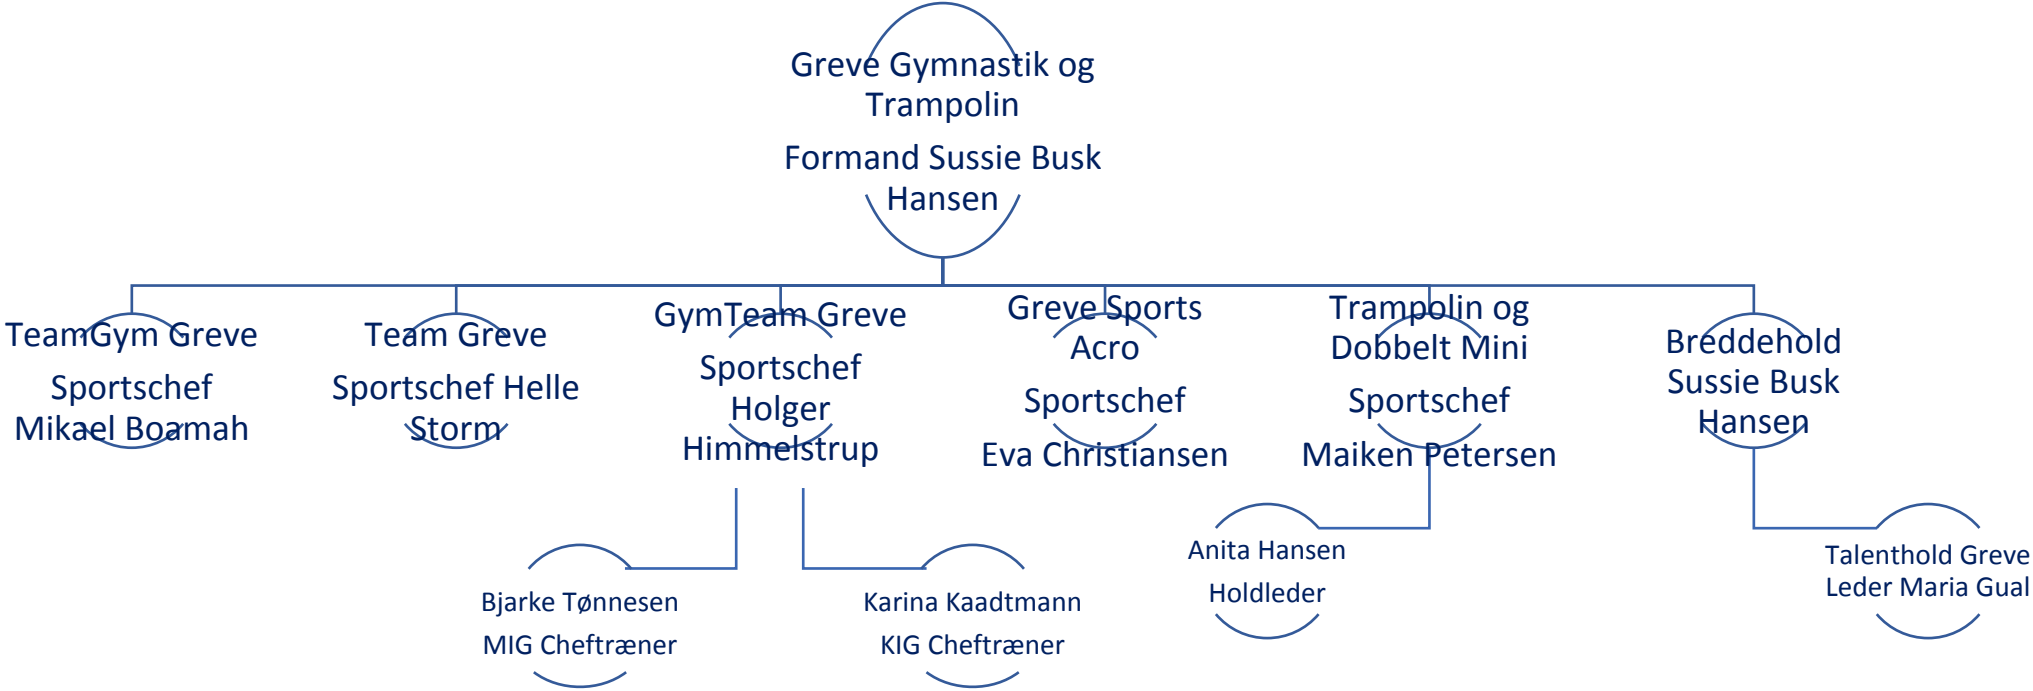 Greve Gymnastik og
Trampolin
Formand Sussie Busk
Hansen
TeamGym Greve
Sportschef
Mikael Boamah
Team Greve
Sportschef Helle
Storm
GymTeam Greve
Sportschef
Holger
Himmelstrup
Greve Sports
Acro
Sportschef
Eva Christiansen
Trampolin og
Dobbelt Mini
Sportschef
Maiken Petersen
Breddehold
Sussie Busk
Hansen
Bjarke Tønnesen
MIG Cheftræner
Karina Kaadtmann
KIG Cheftræner
Anita Hansen
Holdleder
Talenthold Greve
Leder Maria Gual